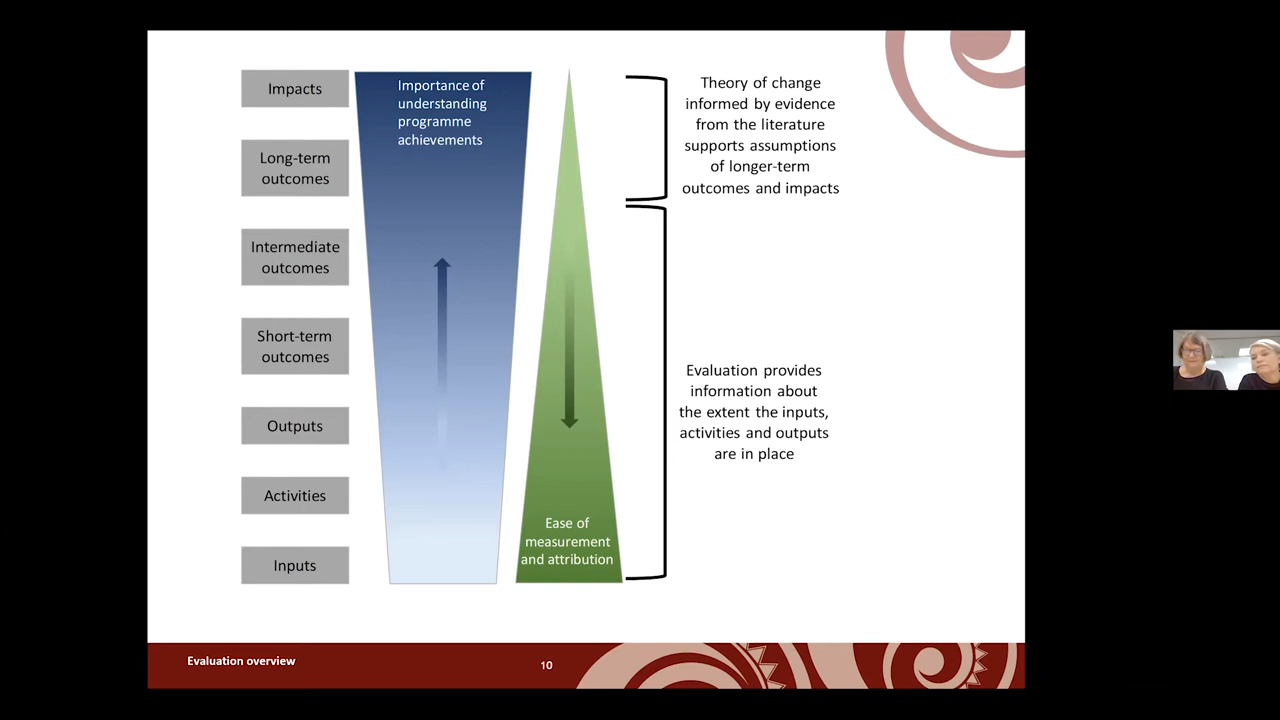 Impacts
Long-term
outcomes
Intermediate
outcomes
Short-term
outcomes
Outputs
Activities
Inputs
Importance of
understanding
programme
achievements
Ease of
measurement
and attribution
Theory of change
informed by evidence
from the literature
supports assumptions
of longer-term
outcomes and impacts
Evaluation provides
information about
the extent the inputs,
activities and outputs
are in place
Evaluation overview
10